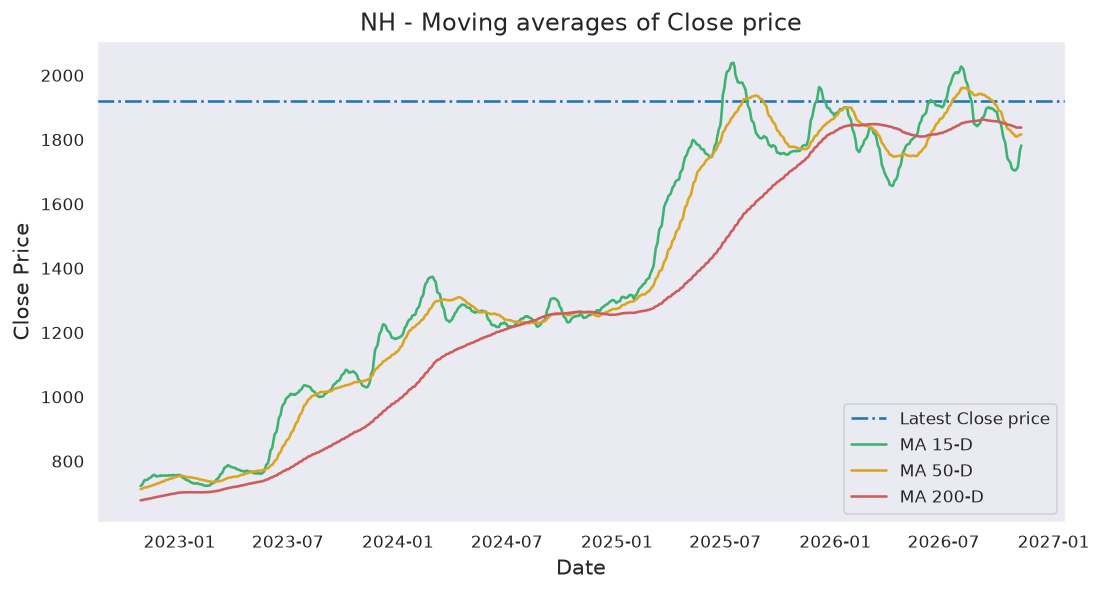 NH - Moving averages of Close price
Close Price
2000
1800
1600
1400
1200
1000
800
2023-01 2023-07 2024-01 2024-07 2025-01 2025-07 2026-01 2026-07 2027-01
Date
Latest Close price
MA 15-D
MA 50-D
MA 200-D